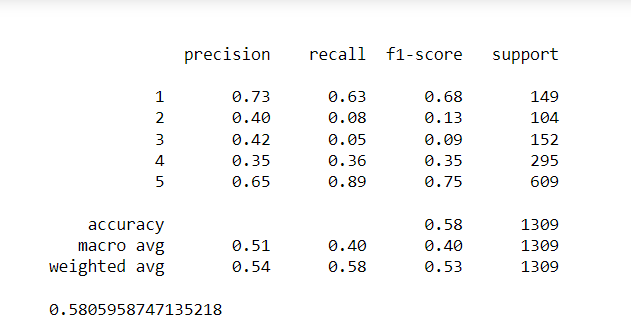 precision recall f1-score support
1 0.73 0.63 0.68 149
2 0.40 0.08 0.13 104
3 0.42 0.05 0.09 152
4 0.35 0.36 0.35 295
5 0.65 0.89 0.75 609
accuracy 0.58 1309
macro avg 0.51 0.40 0.40 1309
weighted avg 0.54 0.58 0.53 1309
0.5805958747135218